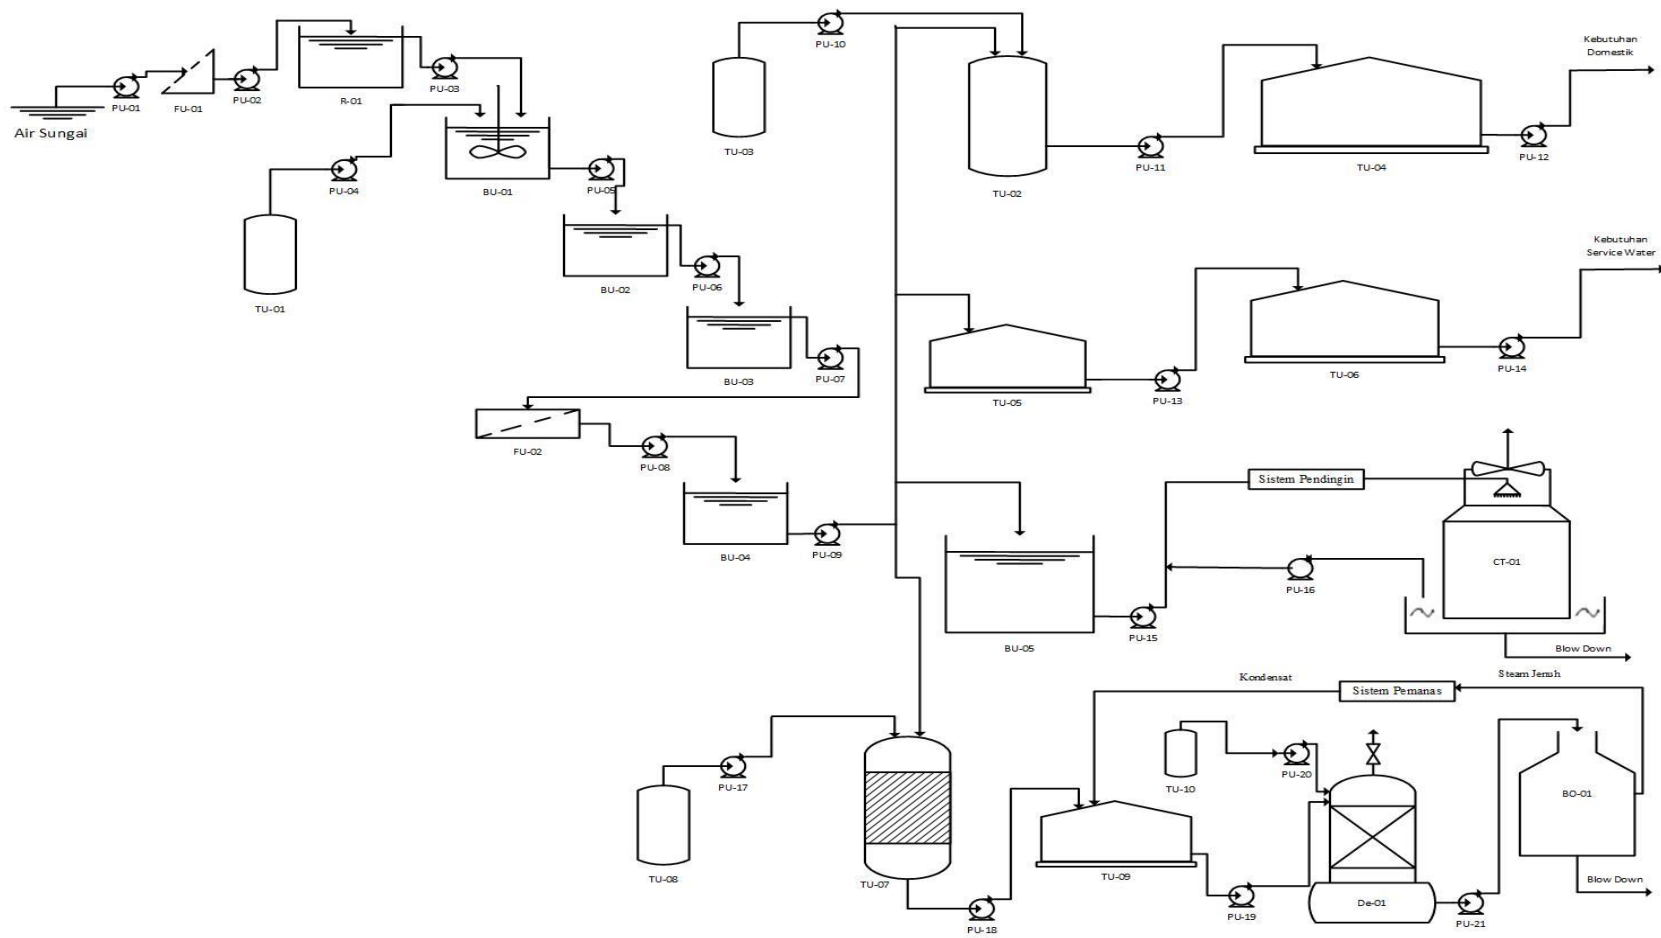 Kebutuhan
Domestik
PU-10
PU-01
FU-01
PU-02
R-01
PU-03
Air Sungai
TU-03
PU-11
TU-04
PU-12
PU-04
BU-01
PU-05
TU-02
Kebutuhan
Service Water
TU-01
BU-02
PU-06
BU-03
PU-07
TU-05
PU-13
TU-06
PU-14
FU-02
PU-08
Sistem Pendingin
BU-04
PU-09
CT-01
PU-16
BU-05
PU-15
Blow Down
Kondensat
Steam Jenuh
Sistem Pemanas
PU-17
TU-10
PU-20
BO-01
TU-08
TU-07
TU-09
Blow Down
PU-18
PU-19
De-01
PU-21